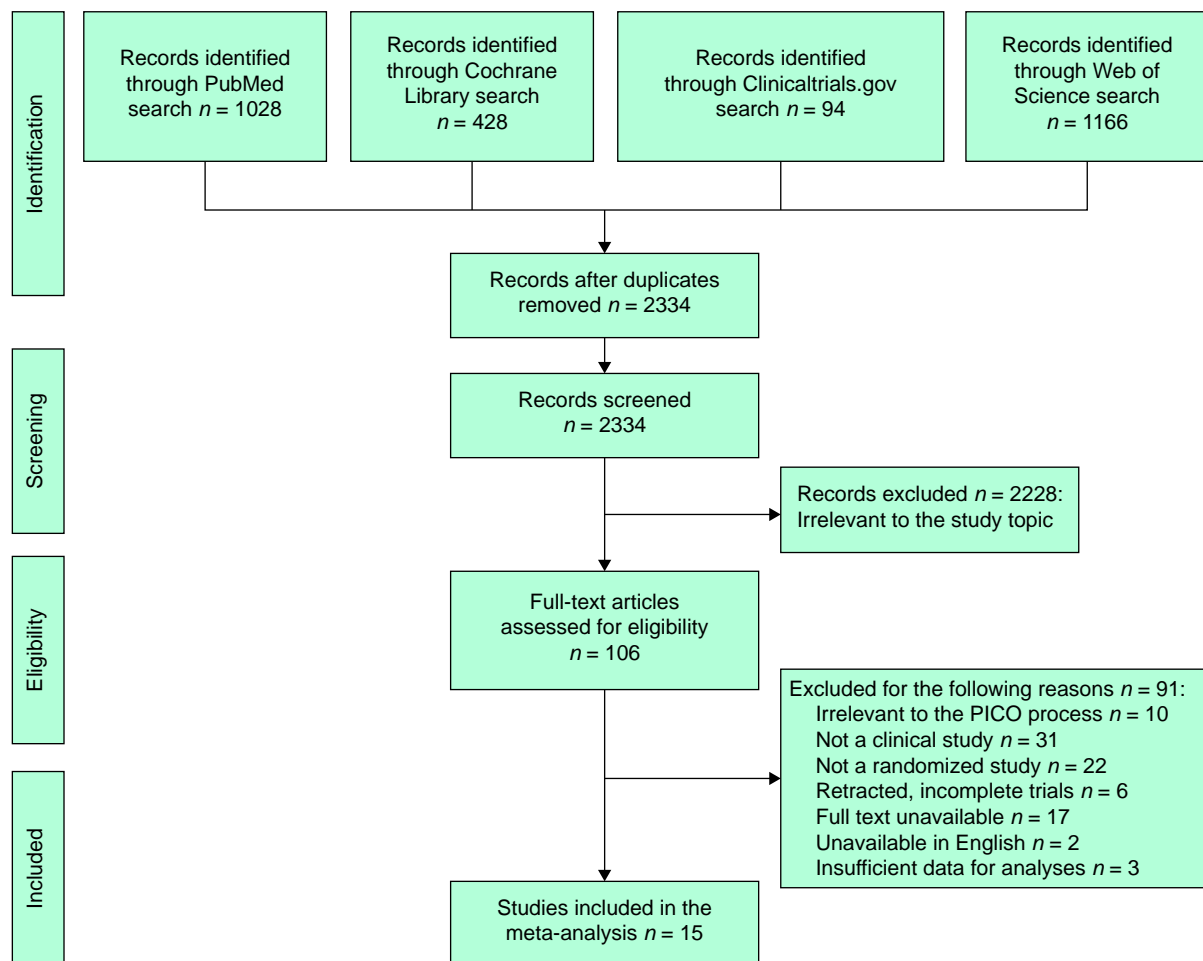 Identification
Records identified
through PubMed
search n = 1028
Records identified
through Cochrane
Library search
n = 428
Records identified
through Clinicaltrials.gov
search n = 94
Records identified
through Web of
Science search
n = 1166
Records after duplicates
removed n = 2334
Screening
Records screened
n = 2334
Records excluded n = 2228:
Irrelevant to the study topic
Eligibility
Full-text articles
assessed for eligibility
n = 106
Excluded for the following reasons n = 91:
Irrelevant to the PICO process n = 10
Not a clinical study n = 31
Not a randomized study n = 22
Retracted, incomplete trials n = 6
Full text unavailable n = 17
Unavailable in English n = 2
Insufficient data for analyses n = 3
Included
Studies included in the
meta-analysis n = 15